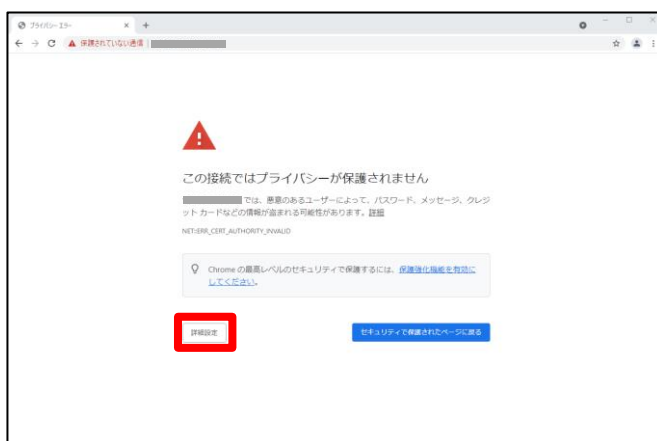 プライバシー エラー
保護されていない通信
この接続ではプライバシーが保護されません
では、悪意のあるユーザーによって、パスワード、メッセージ、クレジ
ット カードなどの情報が盗まれる可能性があります。詳細
NET::ERR_CERT_AUTHORITY_INVALID
Chrome の最高レベルのセキュリティで保護するには、保護強化機能を有効に
してください。
詳細設定
セキュリティで保護されたページに戻る